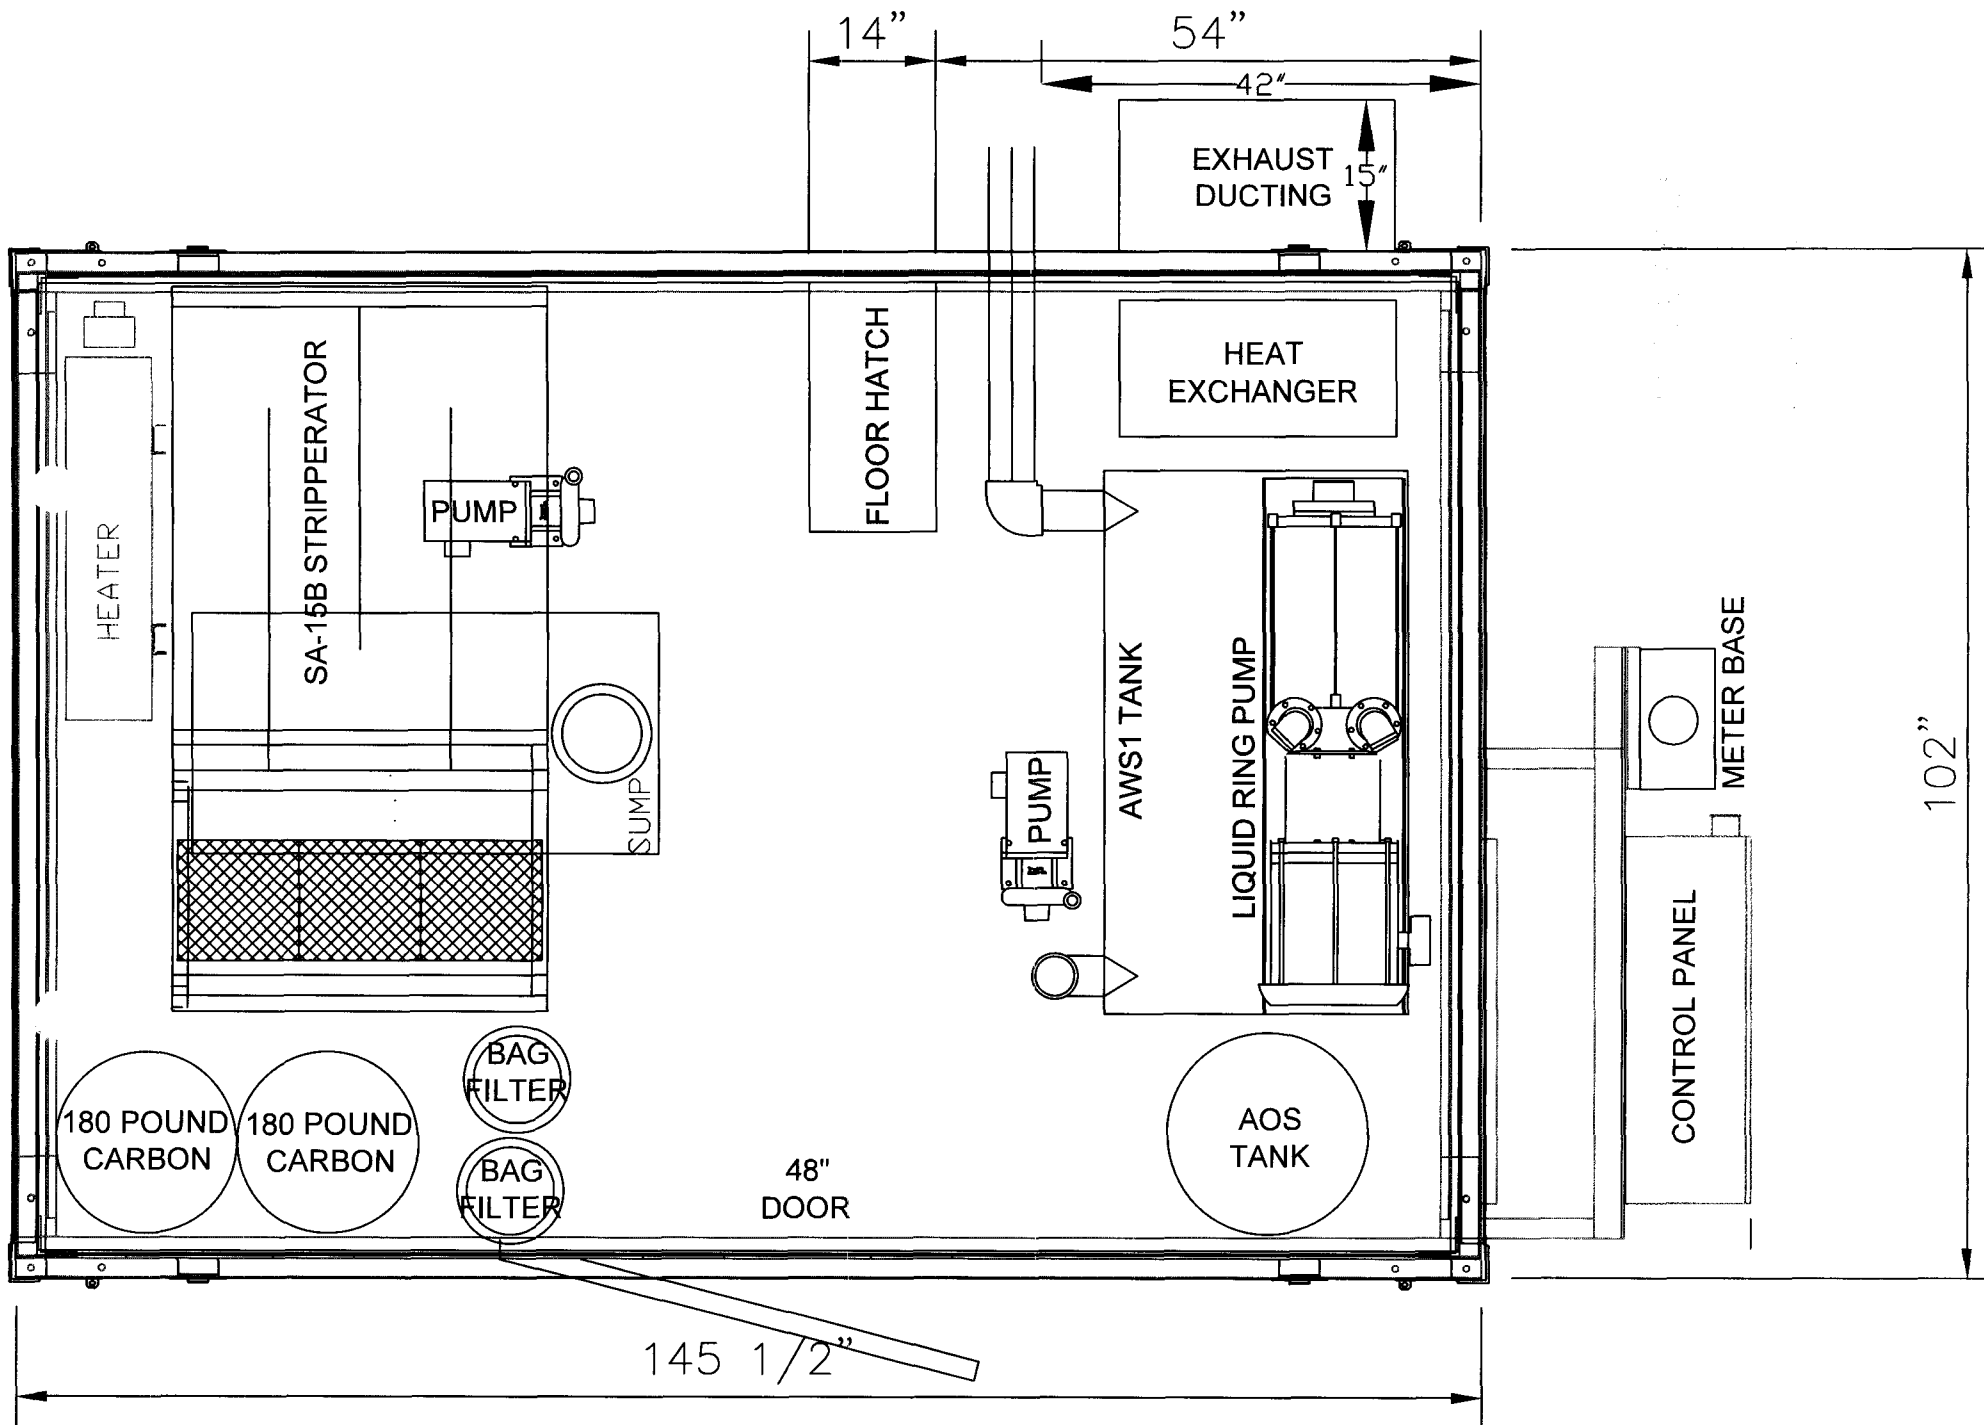 14”
54”
42"
EXHAUST
DUCTING
15"
HEAT
EXCHANGER
FLOOR HATCH
SA-15B STRIPPERATOR
PUMP
HEATER
SUMP
PUMP
AWS1 TANK
LIQUID RING PUMP
METER BASE
102”
CONTROL PANEL
BAG
FILTER
180 POUND
CARBON
180 POUND
CARBON
BAG
FILTER
48"
DOOR
AOS
TANK
145 1/2”